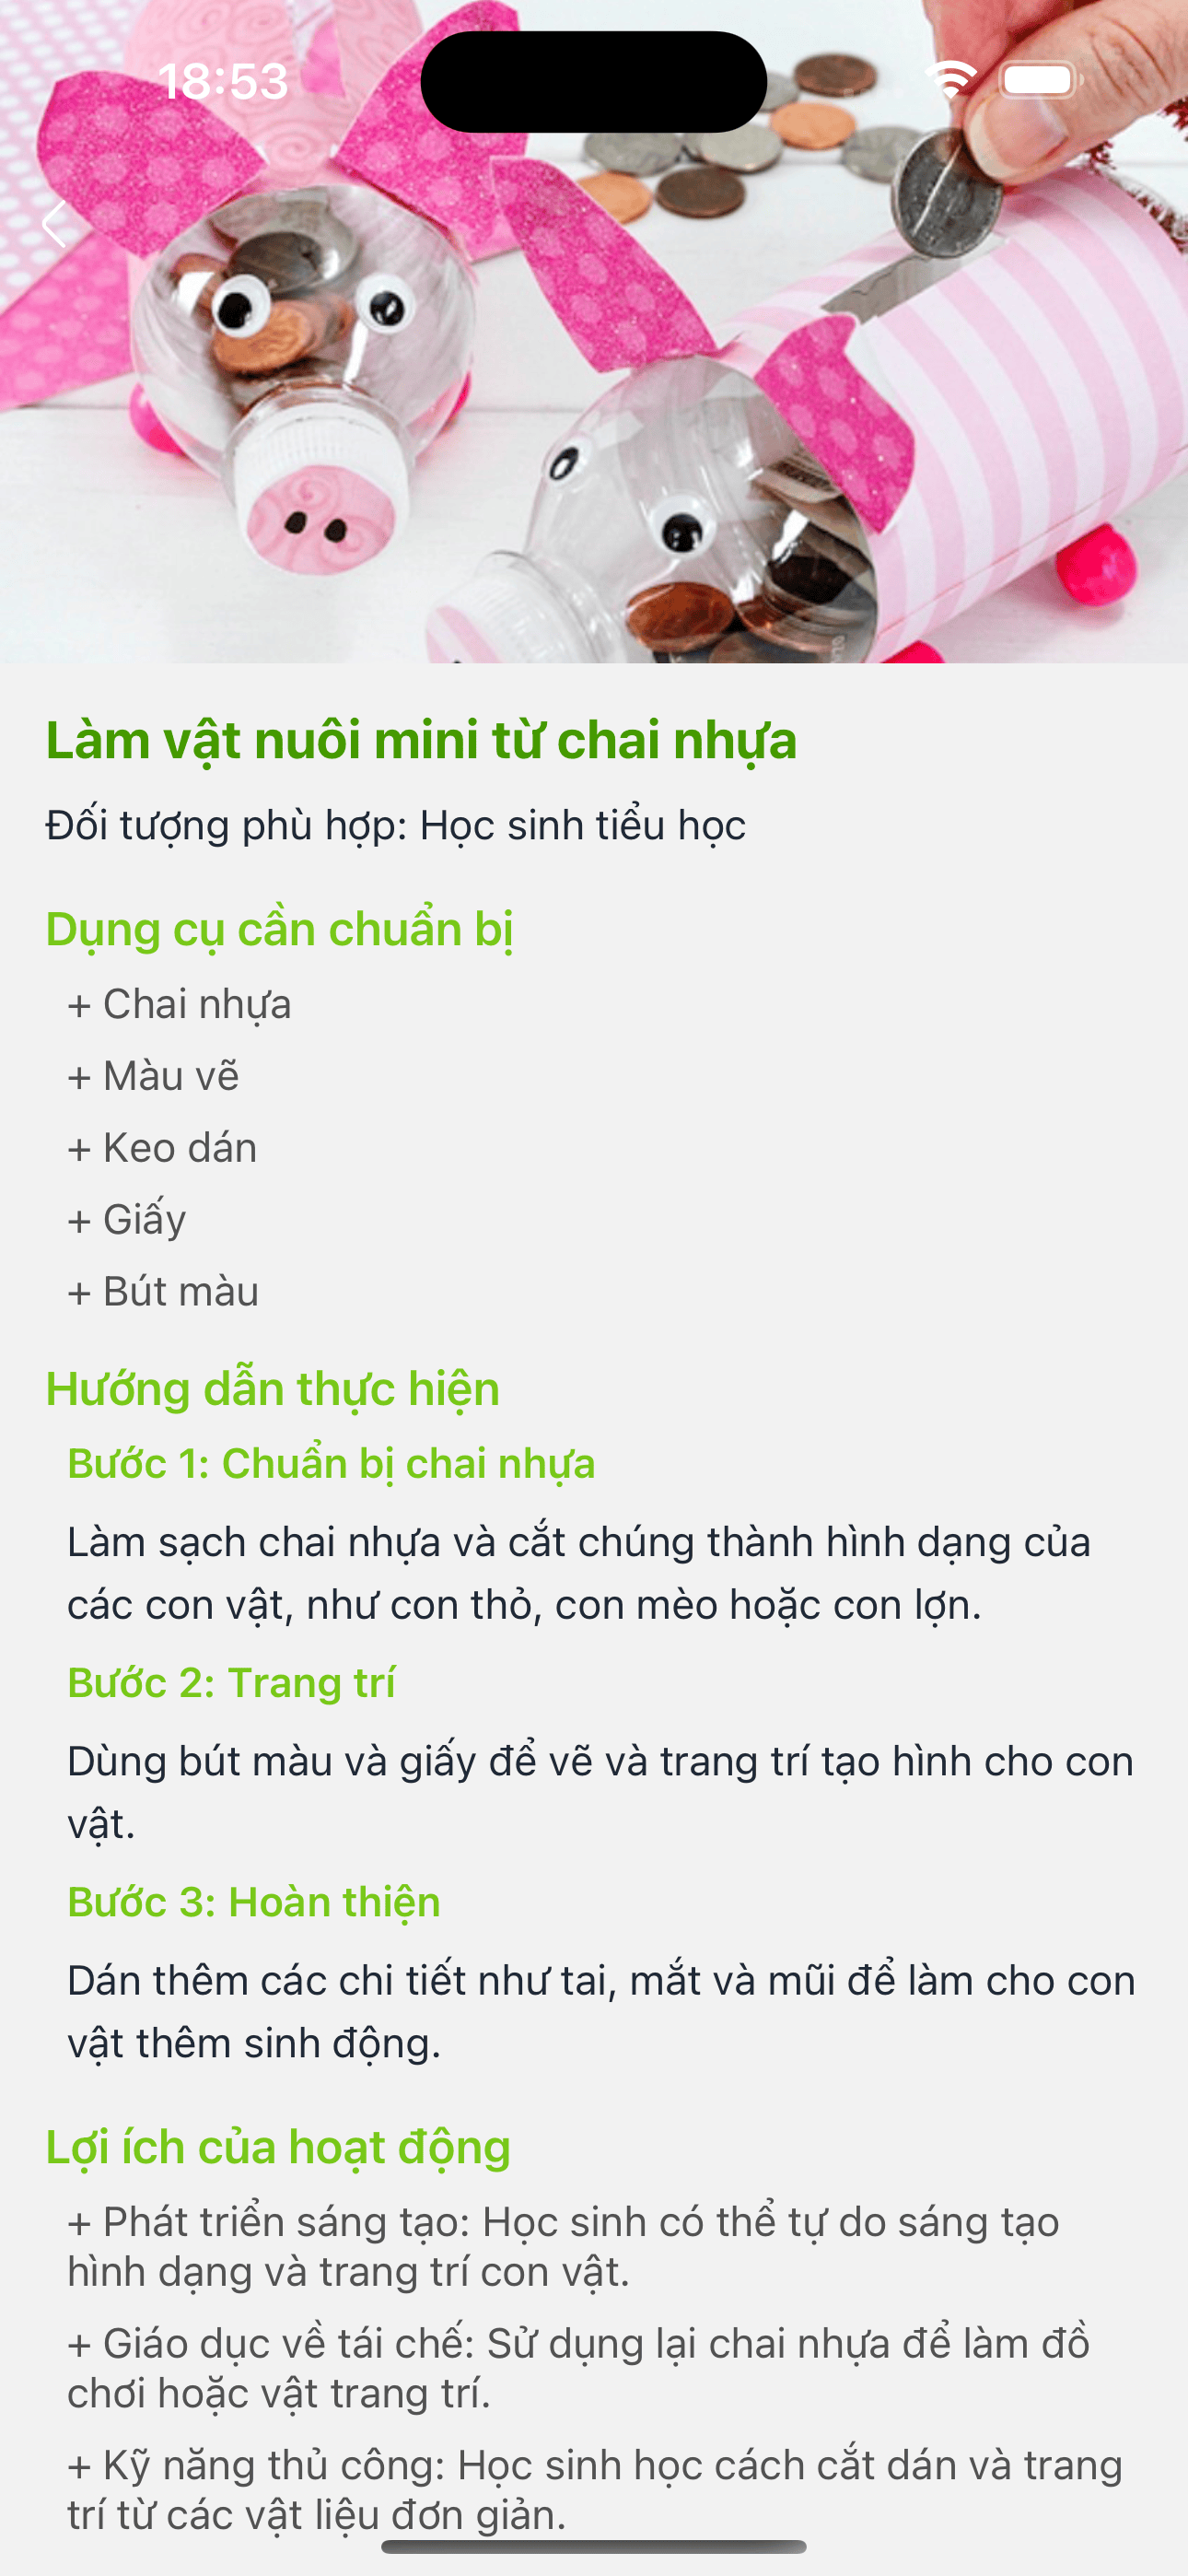 18:53
Làm vật nuôi mini từ chai nhựa
Đối tượng phù hợp: Học sinh tiểu học
Dụng cụ cần chuẩn bị
+ Chai nhựa
+ Màu vẽ
+ Keo dán
+ Giấy
+ Bút màu
Hướng dẫn thực hiện
Bước 1: Chuẩn bị chai nhựa
Làm sạch chai nhựa và cắt chúng thành hình dạng của
các con vật, như con thỏ, con mèo hoặc con lợn.
Bước 2: Trang trí
Dùng bút màu và giấy để vẽ và trang trí tạo hình cho con
vật.
Bước 3: Hoàn thiện
Dán thêm các chi tiết như tai, mắt và mũi để làm cho con
vật thêm sinh động.
Lợi ích của hoạt động
+ Phát triển sáng tạo: Học sinh có thể tự do sáng tạo
hình dạng và trang trí con vật.
+ Giáo dục về tái chế: Sử dụng lại chai nhựa để làm đồ
chơi hoặc vật trang trí.
+ Kỹ năng thủ công: Học sinh học cách cắt dán và trang
trí từ các vật liệu đơn giản.